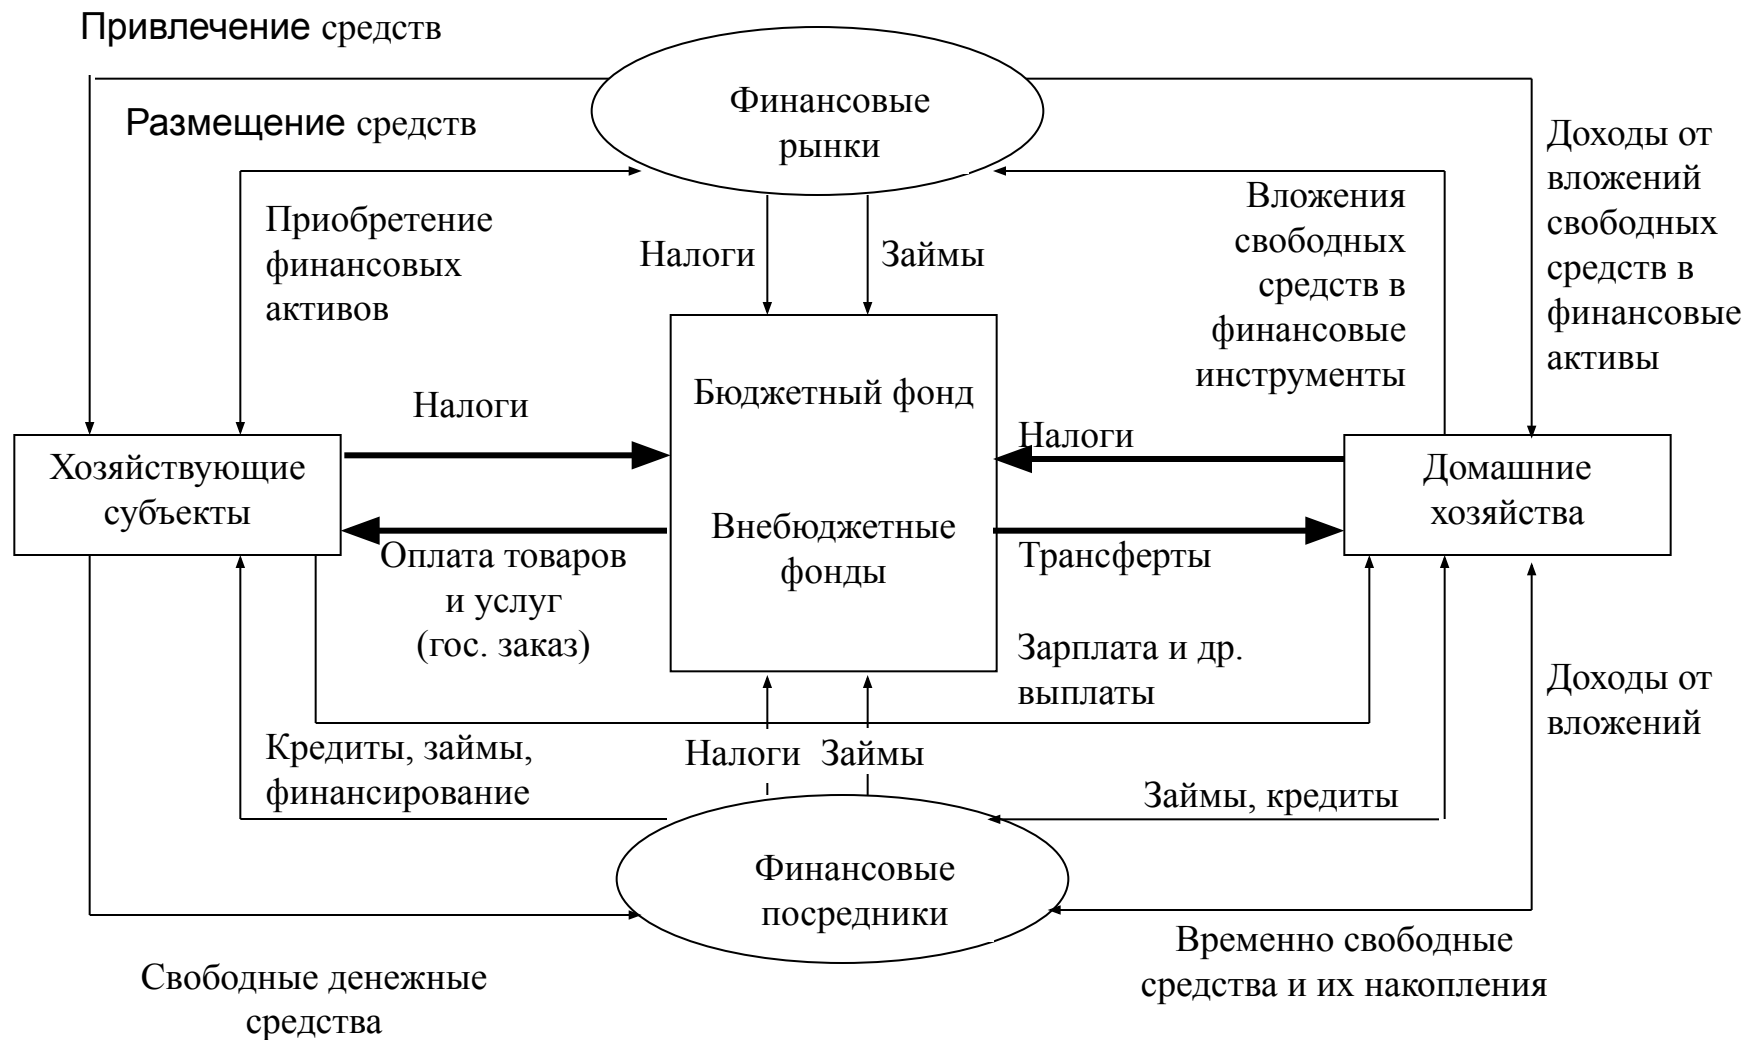 Привлечение средств
Финансовые
рынки
Размещение средств
Доходы от
вложений
свободных
средств в
финансовые
активы
Приобретение
финансовых
активов
Налоги
Займы
Вложения
свободных
средств в
финансовые
инструменты
Налоги
Бюджетный фонд
Налоги
Хозяйствующие
субъекты
Домашние
хозяйства
Внебюджетные
фонды
Оплата товаров
и услуг
(гос. заказ)
Трансферты
Зарплата и др.
выплаты
Доходы от
вложений
Кредиты, займы,
финансирование
Налоги
Займы
Займы, кредиты
Финансовые
посредники
Временно свободные
средства и их накопления
Свободные денежные
средства